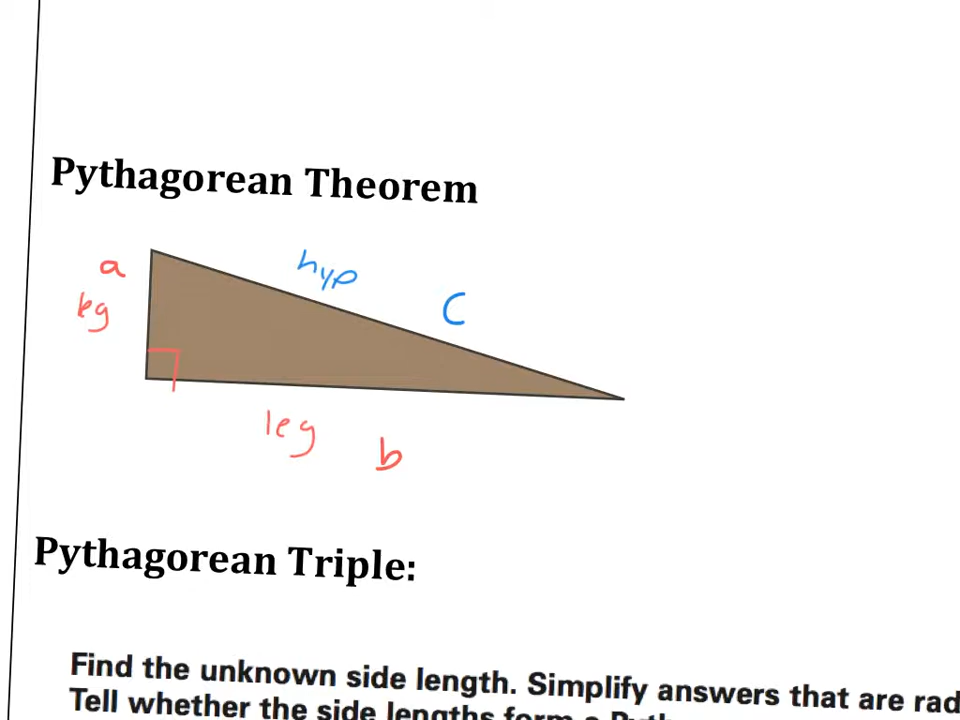 Pythagorean Theorem
a
hyp
leg
C
leg
b
Pythagorean Triple:
Find the unknown side length. Simplify answers that are rad
Tell whether the side lengths form a Pyth